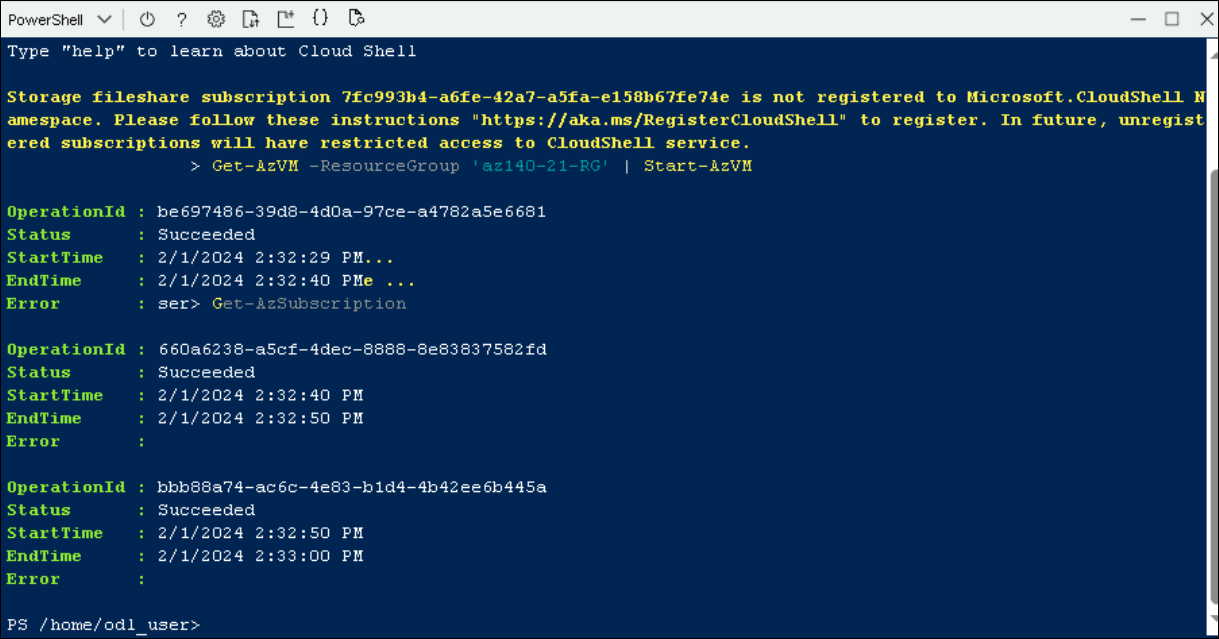 PowerShell ? {}
Type "help" to learn about Cloud Shell
Storage fileshare subscription 7fc993b4-a6fe-42a7-a5fa-e158b67fe74e is not registered to Microsoft.CloudShell N
amespace. Please follow these instructions "https://aka.ms/RegisterCloudShell" to register. In future, unregist
ered subscriptions will have restricted access to CloudShell service.
> Get-AzVM -ResourceGroup 'az140-21-RG' | Start-AzVM
OperationId : be697486-39d8-4d0a-97ce-a4782a5e6681
Status : Succeeded
StartTime : 2/1/2024 2:32:29 PM...
EndTime : 2/1/2024 2:32:40 PMe ...
Error : ser> Get-AzSubscription
OperationId : 660a6238-a5cf-4dec-8888-8e83837582fd
Status : Succeeded
StartTime : 2/1/2024 2:32:40 PM
EndTime : 2/1/2024 2:32:50 PM
Error :
OperationId : bbb88a74-ac6c-4e83-b1d4-4b42ee6b445a
Status : Succeeded
StartTime : 2/1/2024 2:32:50 PM
EndTime : 2/1/2024 2:33:00 PM
Error :
PS /home/odl_user>